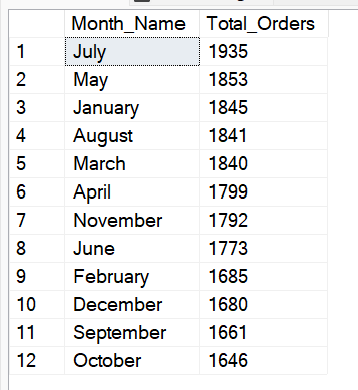 Month_Name Total_Orders
1 July 1935
2 May 1853
3 January 1845
4 August 1841
5 March 1840
6 April 1799
7 November 1792
8 June 1773
9 February 1685
10 December 1680
11 September 1661
12 October 1646